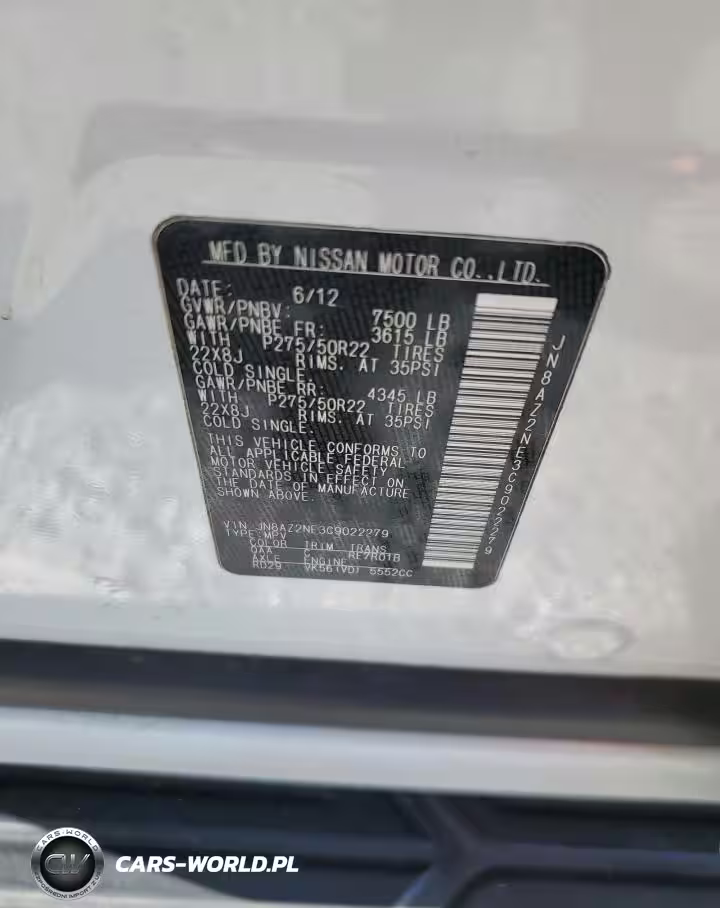 MFD BY NISSAN MOTOR CO.,LTD.
DATE: 6/12
GVWR/PNBV: 7500 LB
GAWR/PNBE FR: 3615 LB
WITH P275/50R22 TIRES
22X8J RIMS. AT 35PSI
COLD SINGLE.
GAWR/PNBE RR: 4345 LB
WITH P275/50R22 TIRES
22X8J RIMS. AT 35PSI
COLD SINGLE.
THIS VEHICLE CONFORMS TO
ALL APPLICABLE FEDERAL
MOTOR VEHICLE SAFETY
STANDARDS IN EFFECT ON
THE DATE OF MANUFACTURE
SHOWN ABOVE.
VIN JN8AZ2NE3C9022279
TYPE:MPV
COLOR TRIM TRANS
QAA C RE7R01B
AXLE ENGINE
RD29 VK56(VD) 5552CC
JN8AZ2NE3C9022279
CARS-WORLD
CW
CARS-WORLD.PL